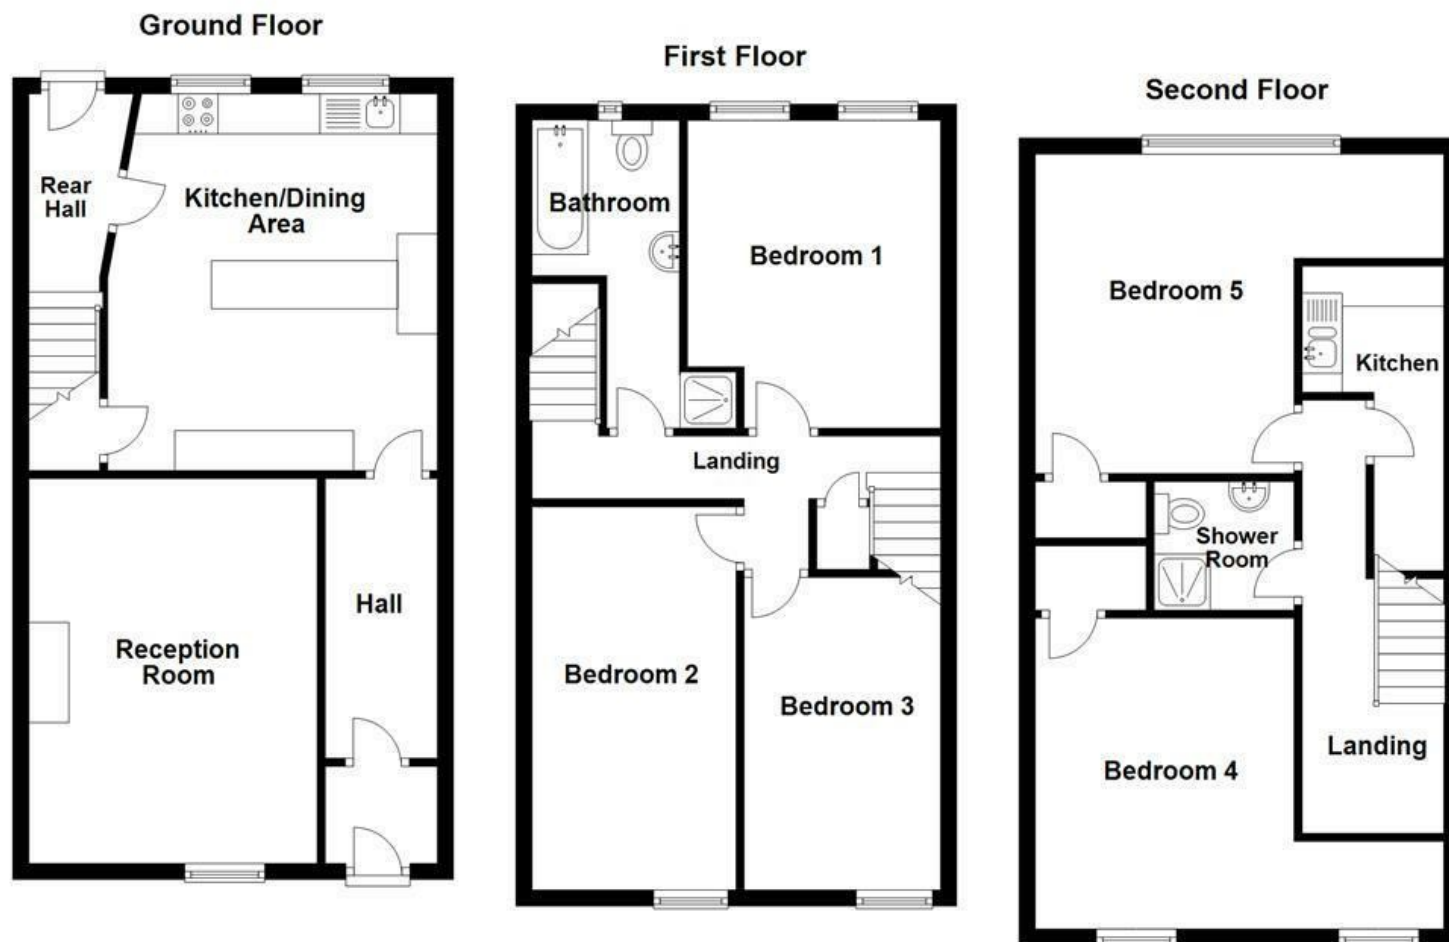 Ground Floor
Rear
Hall
Kitchen/Dining
Area
Reception
Room
Hall
First Floor
Bathroom
Bedroom 1
Landing
Bedroom 2
Bedroom 3
Second Floor
Bedroom 5
Kitchen
Shower
Room
Bedroom 4
Landing